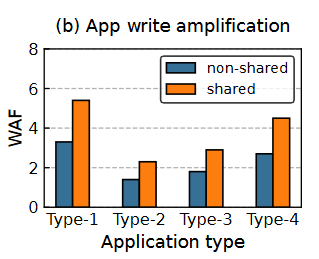 (b) App write amplification
8
6
4
2
0
WAF
non-shared
shared
Type-1 Type-2 Type-3 Type-4
Application type